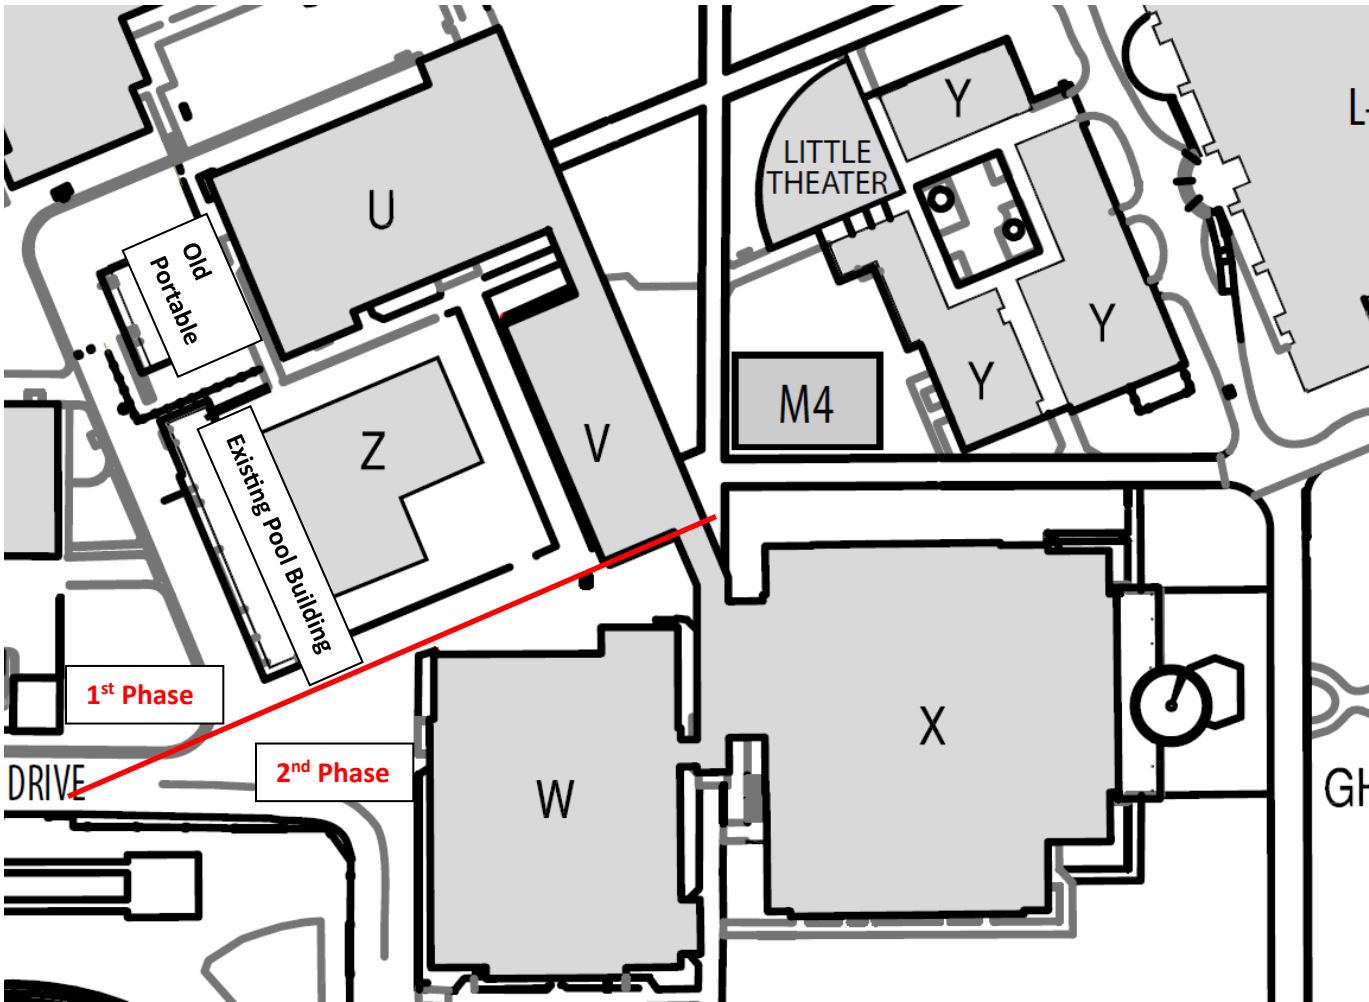 L-
Y
LITTLE
THEATER
U
Old
Portable
Y
Y
M4
V
Z
Existing Pool Building
1st Phase
2nd Phase
DRIVE
X
W
GH